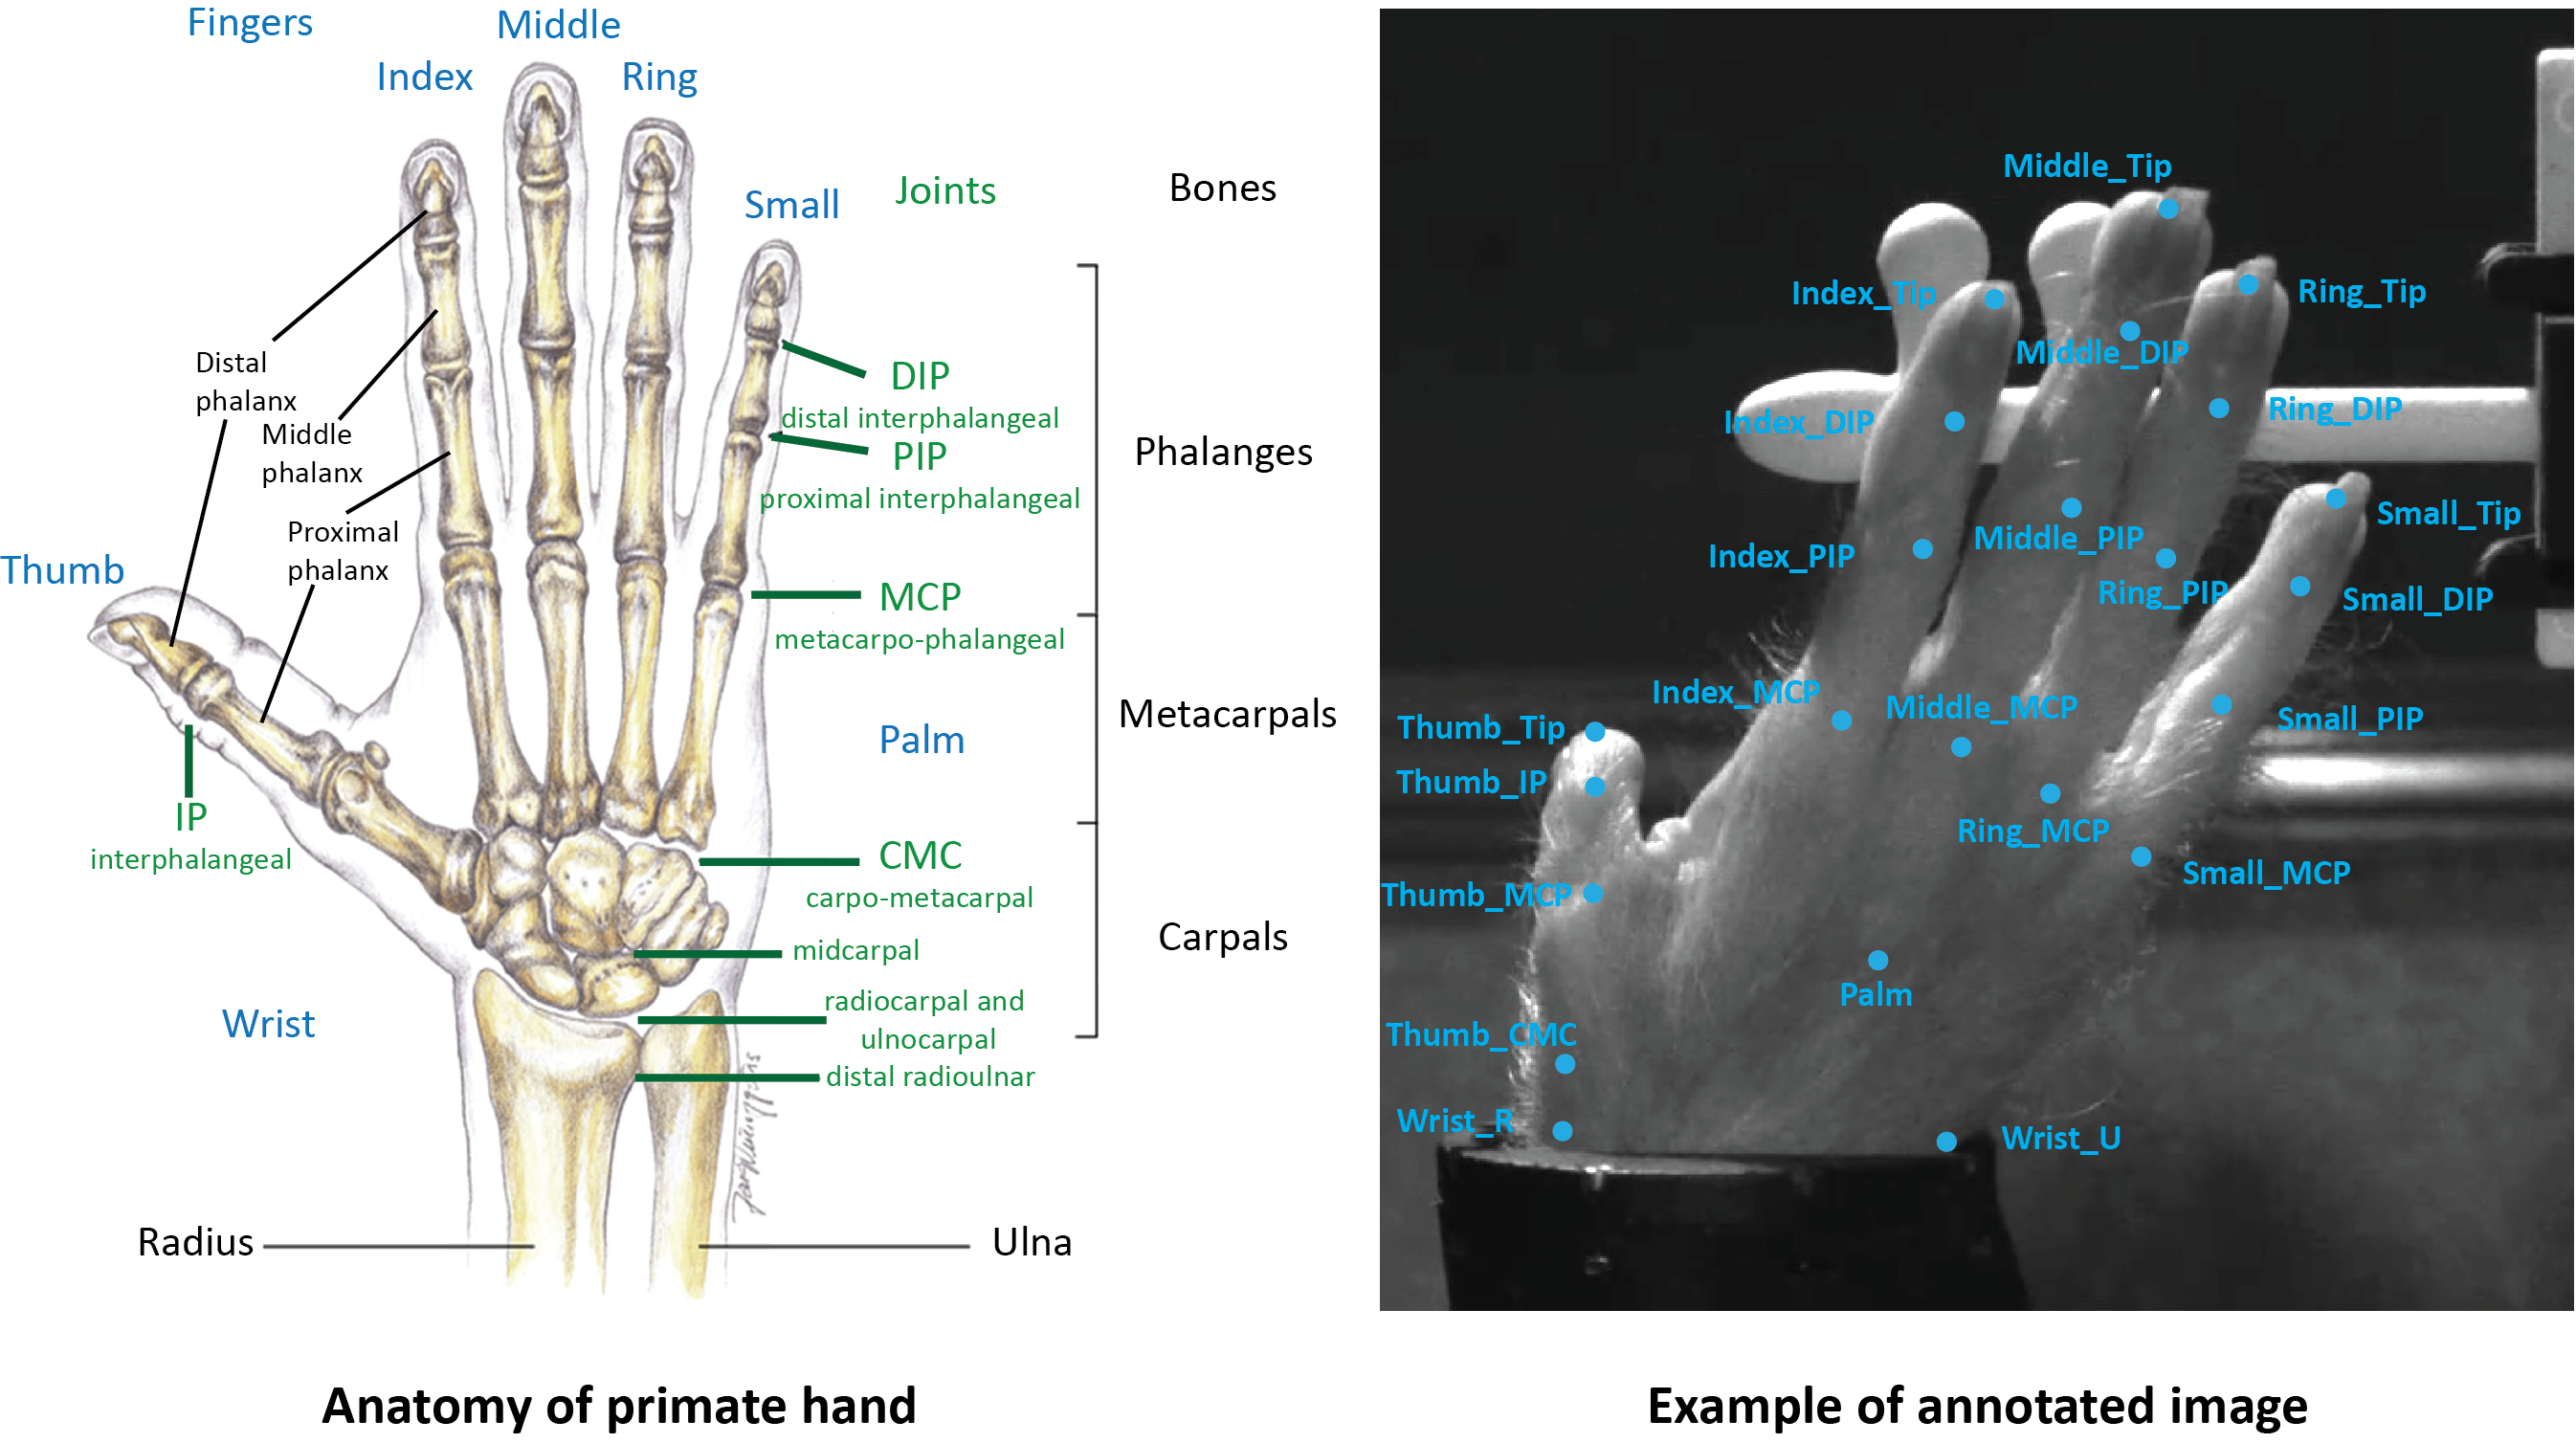 Fingers
Middle
Index
Ring
Small
Joints
Bones
Distal
phalanx
Middle
phalanx
Proximal
phalanx
Thumb
DIP
distal interphalangeal
PIP
proximal interphalangeal
MCP
metacarpo-phalangeal
Phalanges
Metacarpals
Palm
IP
interphalangeal
CMC
carpo-metacarpal
midcarpal
Carpals
radiocarpal and
ulnocarpal
distal radioulnar
Wrist
Radius
Ulna
Anatomy of primate hand
Middle_Tip
Index_Tip
Ring_Tip
Middle_DIP
Index_DIP
Ring_DIP
Small_Tip
Middle_PIP
Index_PIP
Ring_PIP
Small_DIP
Index_MCP
Middle_MCP
Small_PIP
Thumb_Tip
Thumb_IP
Ring_MCP
Small_MCP
Thumb_MCP
Palm
Thumb_CMC
Wrist_R
Wrist_U
Example of annotated image